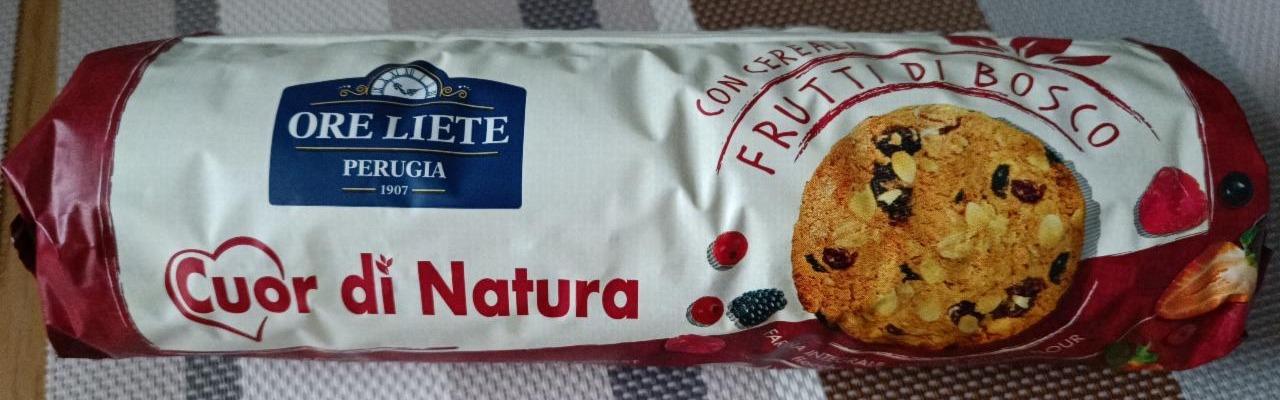 ORE LIETE
PERUGIA
1907
Cuor di Natura
CON CEREALI
FRUTTI DI BOSCO